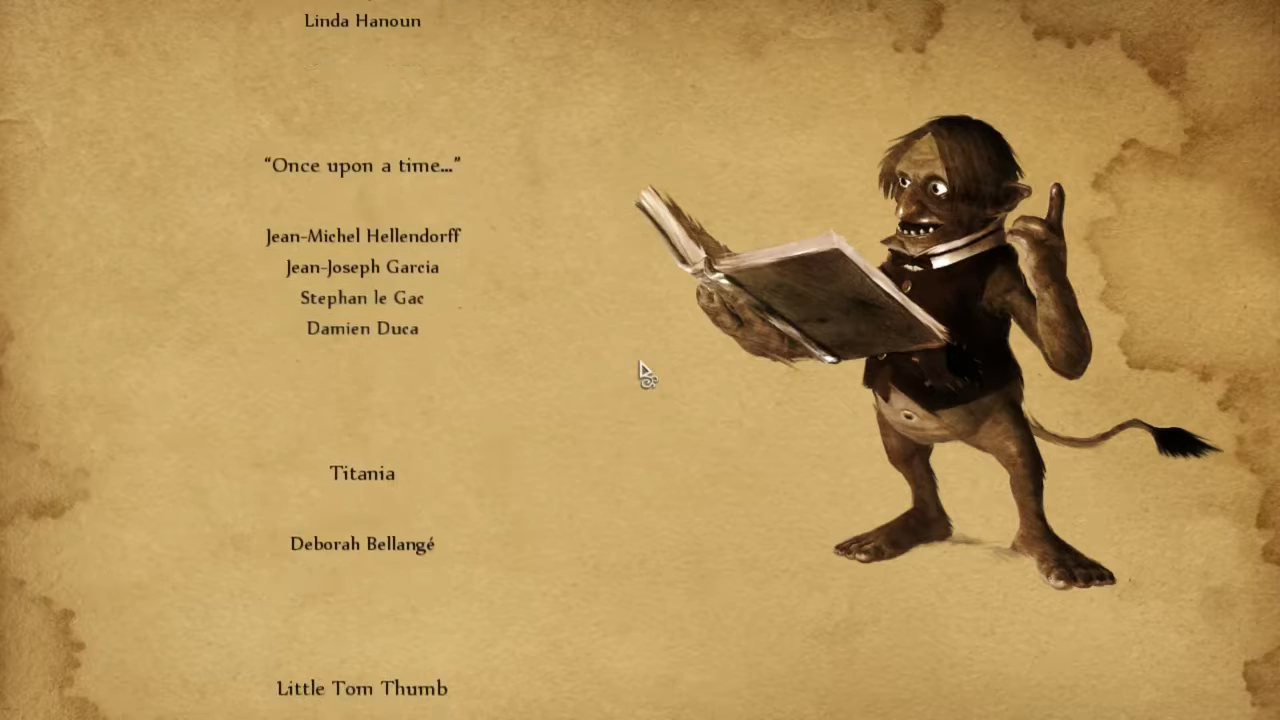 Linda Hanoun
“Once upon a time...”
Jean-Michel Hellendorff
Jean-Joseph Garcia
Stephan le Gac
Damien Duca
Titania
Deborah Bellangé
Little Tom Thumb